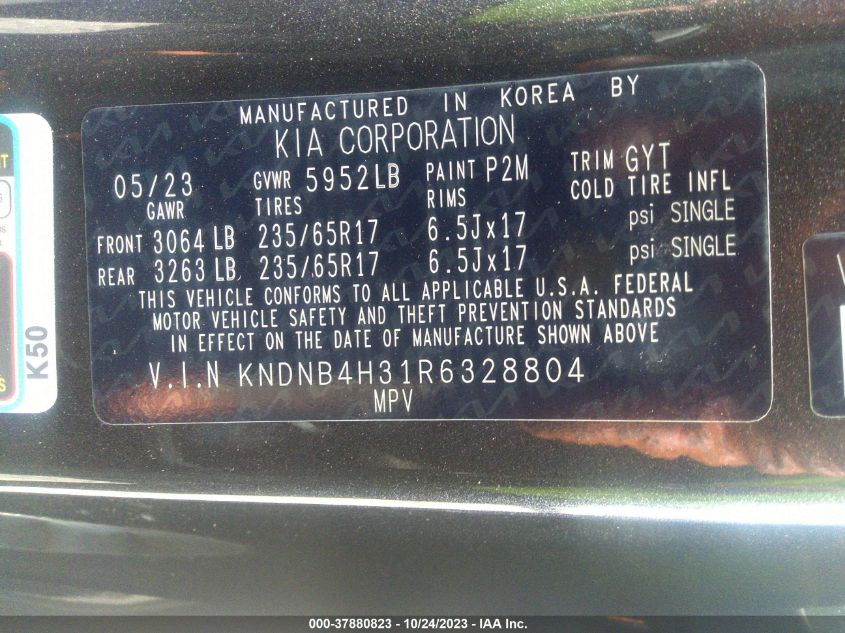 MANUFACTURED IN KOREA BY
KIA CORPORATION
05/23 GVWR 5952LB PAINT P2M TRIM GYT
GAWR TIRES RIMS COLD TIRE INFL
FRONT 3064 LB 235/65R17 6.5Jx17 psi SINGLE
REAR 3263 LB 235/65R17 6.5Jx17 psi SINGLE
THIS VEHICLE CONFORMS TO ALL APPLICABLE U.S.A. FEDERAL
MOTOR VEHICLE SAFETY AND THEFT PREVENTION STANDARDS
IN EFFECT ON THE DATE OF MANUFACTURE SHOWN ABOVE
V.I.N KNDNB4H31R6328804
MPV
K50
000-37880823 - 10/24/2023 - IAA Inc.